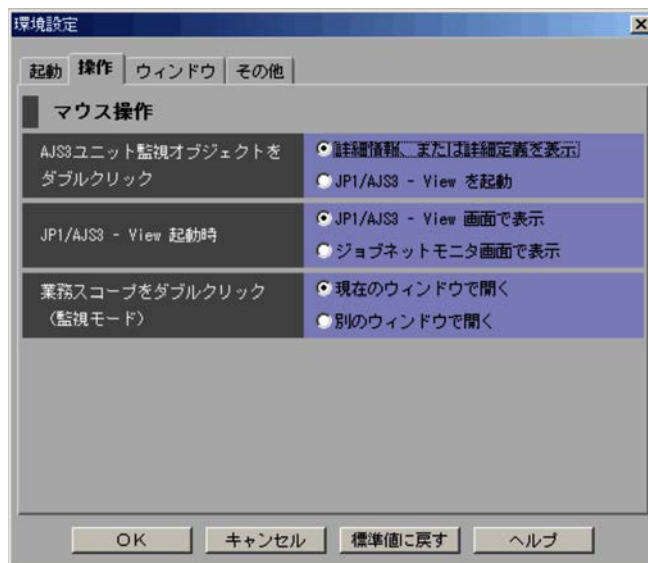 環境設定
起動 操作 ウィンドウ その他
マウス操作
AJS3ユニット監視オブジェクトを
ダブルクリック
詳細情報、または詳細定義を表示
JP1/AJS3 - View を起動
JP1/AJS3 - View 起動時
JP1/AJS3 - View 画面で表示
ジョブネットモニタ画面で表示
業務スコープをダブルクリック
（監視モード）
現在のウィンドウで開く
別のウィンドウで開く
OK キャンセル 標準値に戻す ヘルプ